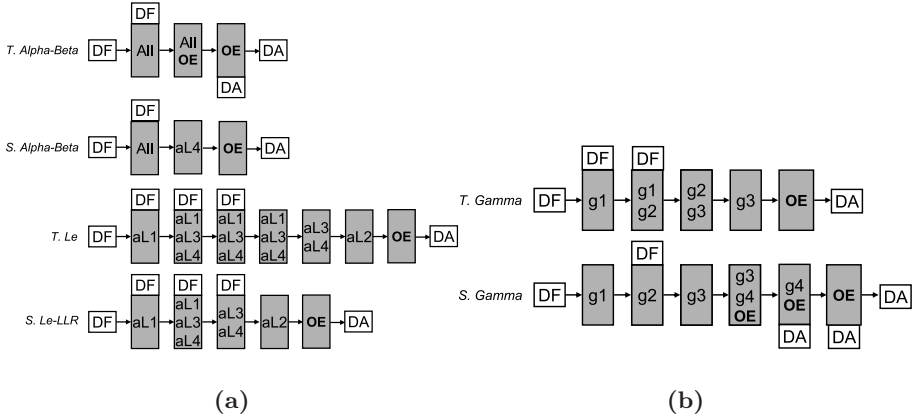 DF
T. Alpha-Beta DF All All OE OE DA
DA
DF
S. Alpha-Beta DF All aL4 OE DA
DF DF DF
T. Le DF aL1 aL1 aL3 aL4 aL1 aL3 aL4 aL1 aL3 aL4 aL3 aL4 aL2 OE DA
DF DF DF
S. Le-LLR DF aL1 aL1 aL3 aL4 aL3 aL4 aL2 OE DA
(a)
DF DF
T. Gamma DF g1 g1 g2 g2 g3 g3 OE DA
DF
S. Gamma DF g1 g2 g3 g3 g4 OE g4 OE OE DA
DA DA
(b)